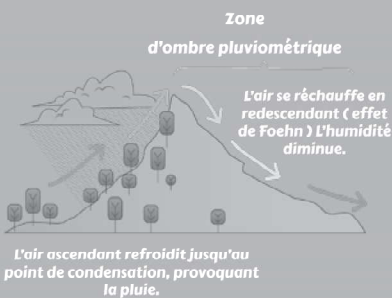 Zone
d'ombre pluviométrique
L'air se réchauffe en
redescendant ( effet
de Foehn ) L'humidité
diminue.
L'air ascendant refroidit jusqu'au
point de condensation, provoquant
la pluie.